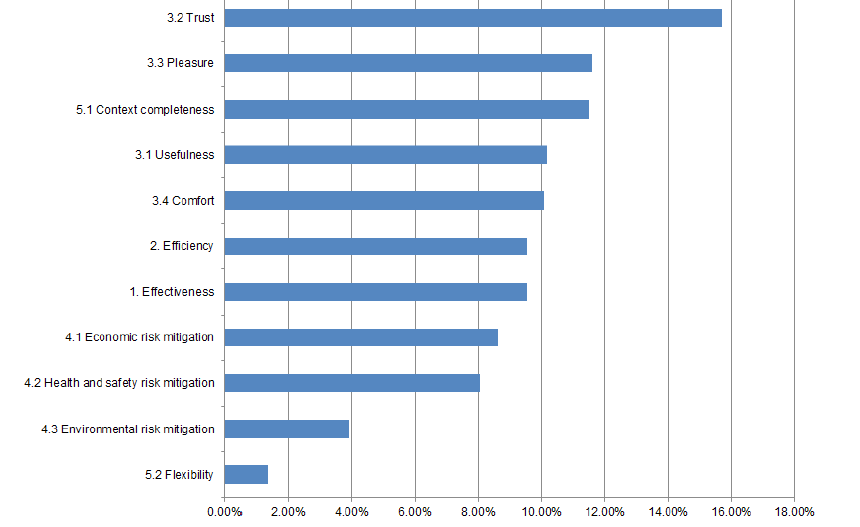 3.2 Trust
3.3 Pleasure
5.1 Context completeness
3.1 Usefulness
3.4 Comfort
2. Efficiency
1. Effectiveness
4.1 Economic risk mitigation
4.2 Health and safety risk mitigation
4.3 Environmental risk mitigation
5.2 Flexibility
0.00% 2.00% 4.00% 6.00% 8.00% 10.00% 12.00% 14.00% 16.00% 18.00%